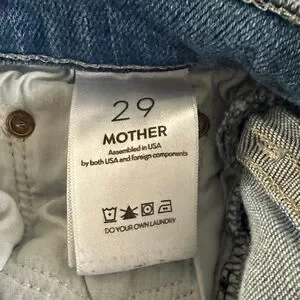 29
MOTHER
Assembled in USA
by both USA and foreign components
DO YOUR OWN LAUNDRY